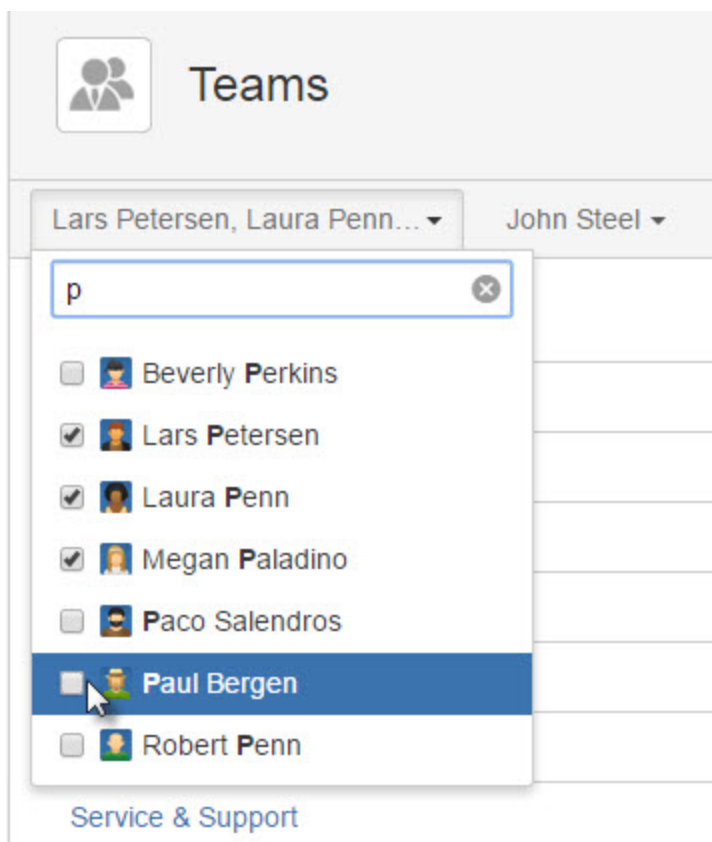 Teams
Lars Petersen, Laura Penn... John Steel
p
Beverly Perkins
Lars Petersen
Laura Penn
Megan Paladino
Paco Salendros
Paul Bergen
Robert Penn
Service & Support